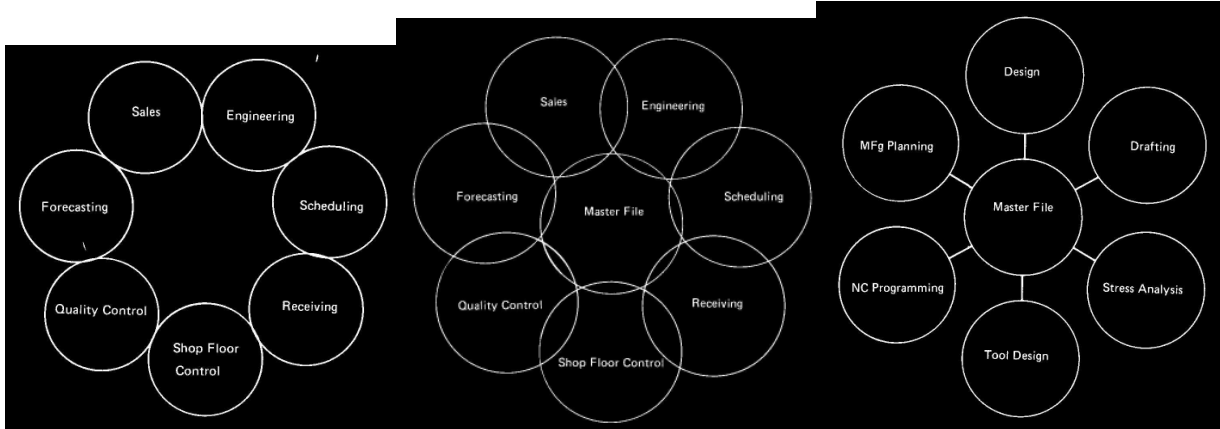 Sales
Engineering
Forecasting
Scheduling
Quality Control
Receiving
Shop Floor
Control
Sales
Engineering
Forecasting
Scheduling
Master File
Quality Control
Receiving
Shop Floor Control
Design
MFg Planning
Drafting
Master File
NC Programming
Stress Analysis
Tool Design